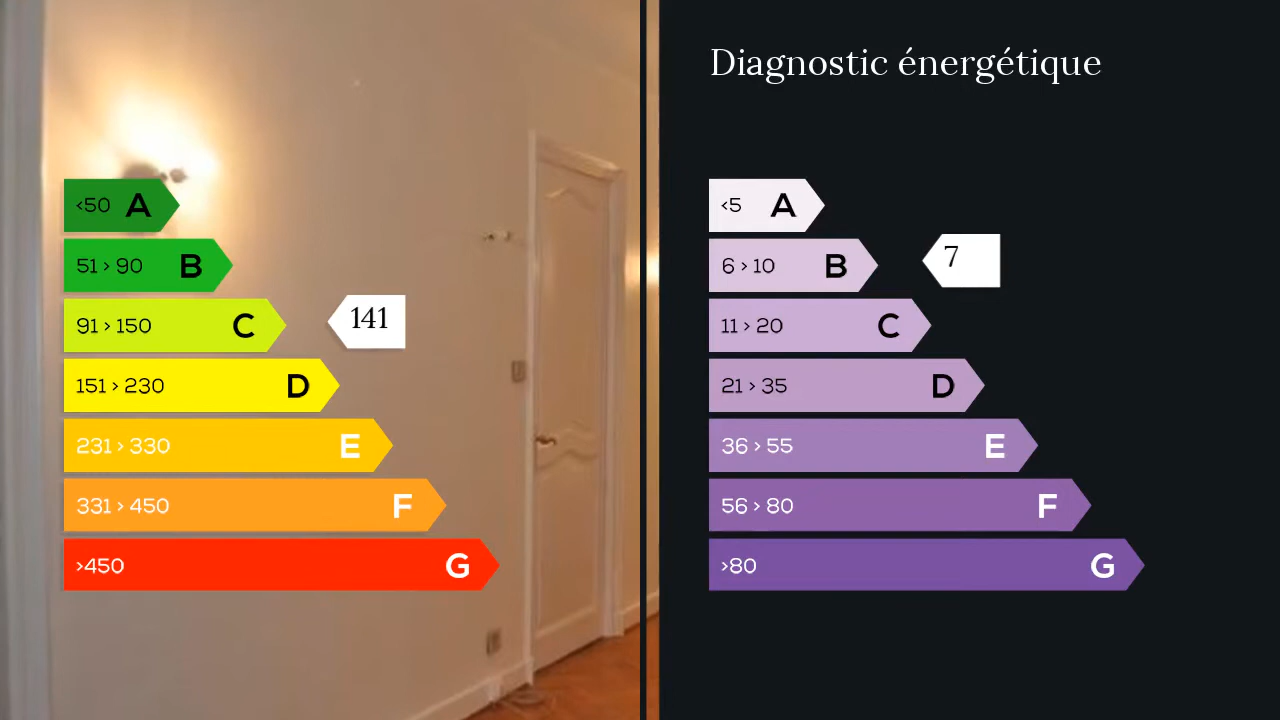 Diagnostic énergétique
<50 A
51 > 90 B
91 > 150 C
141
151 > 230 D
231 > 330 E
331 > 450 F
>450 G
<5 A
6 > 10 B
7
11 > 20 C
21 > 35 D
36 > 55 E
56 > 80 F
>80 G